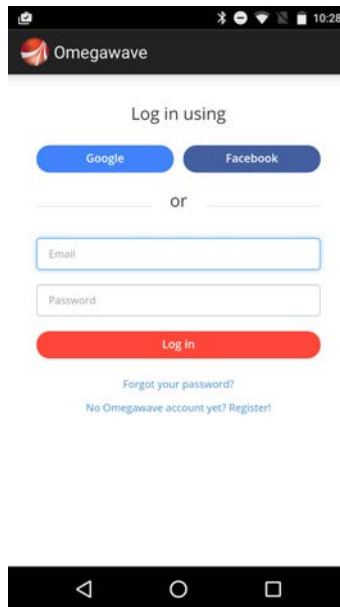 10:28
Omegawave
Log in using
Google Facebook
or
Email
Password
Log in
Forgot your password?
No Omegawave account yet? Register!